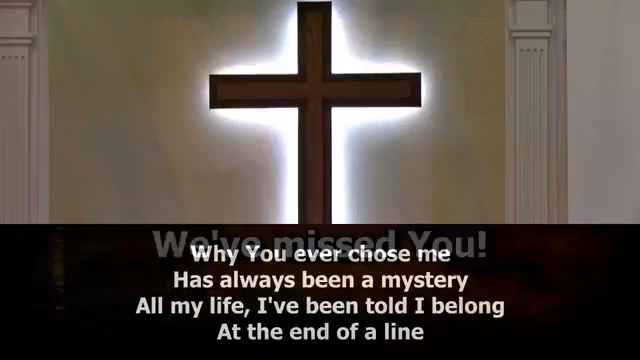 We've missed You!
Why You ever chose me
Has always been a mystery
All my life, I've been told I belong
At the end of a line